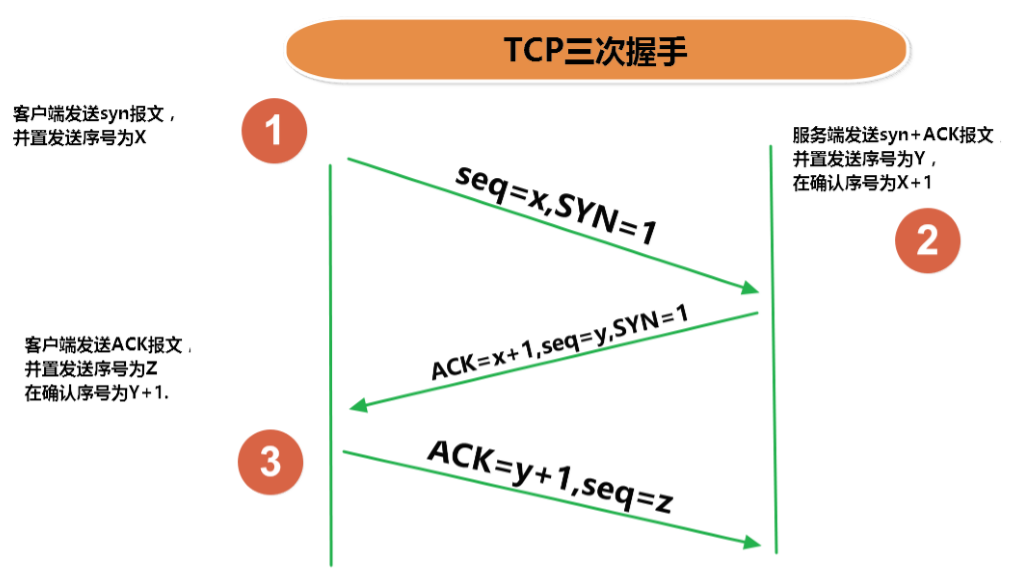 TCP三次握手
客户端发送syn报文，
并置发送序号为X
1
服务端发送syn+ACK报文
并置发送序号为Y，
在确认序号为X+1
2
seq=x,SYN=1
ACK=x+1,seq=y,SYN=1
客户端发送ACK报文，
并置发送序号为Z
在确认序号为Y+1.
3
ACK=y+1,seq=z